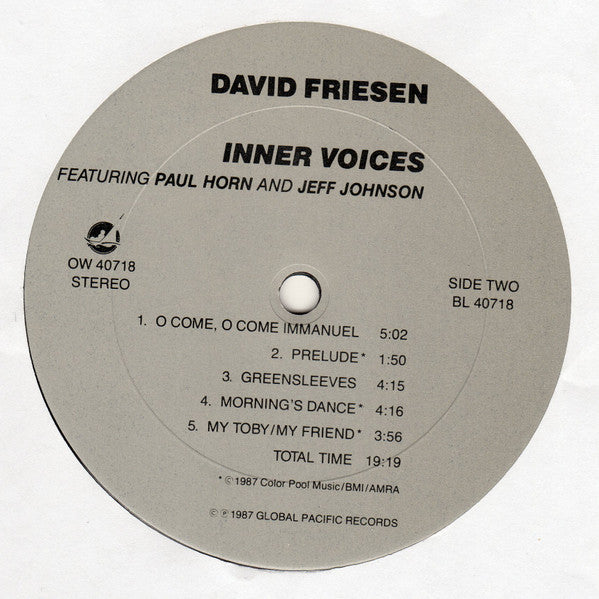 DAVID FRIESEN
INNER VOICES
FEATURING PAUL HORN AND JEFF JOHNSON
OW 40718
STEREO
SIDE TWO
BL 40718
1. O COME, O COME IMMANUEL 5:02
2. PRELUDE* 1:50
3. GREENSLEEVES 4:15
4. MORNING'S DANCE* 4:16
5. MY TOBY/MY FRIEND* 3:56
TOTAL TIME 19:19
* ©1987 Color Pool Music/BMI/AMRA
©℗1987 GLOBAL PACIFIC RECORDS